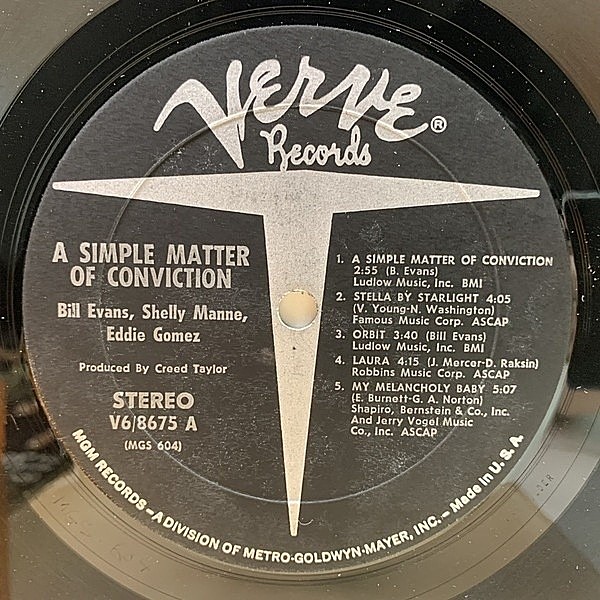 Verve®
Records
A SIMPLE MATTER
OF CONVICTION
Bill Evans, Shelly Manne,
Eddie Gomez
Produced By Creed Taylor
STEREO
V6/8675 A
(MGS 604)
1. A SIMPLE MATTER OF CONVICTION
2:55 (B. Evans)
Ludlow Music, Inc. BMI
2. STELLA BY STARLIGHT 4:05
(V. Young-N. Washington)
Famous Music Corp. ASCAP
3. ORBIT 3:40 (Bill Evans)
Ludlow Music, Inc. BMI
4. LAURA 4:15 (J. Mercer-D. Raksin)
Robbins Music Corp. ASCAP
5. MY MELANCHOLY BABY 5:07
(E. Burnett-G. A. Norton)
Shapiro, Bernstein & Co., Inc.
And Jerry Vogel Music
Co., Inc. ASCAP
MGM RECORDS—A DIVISION OF METRO-GOLDWYN-MAYER, INC.—Made in U.S.A.